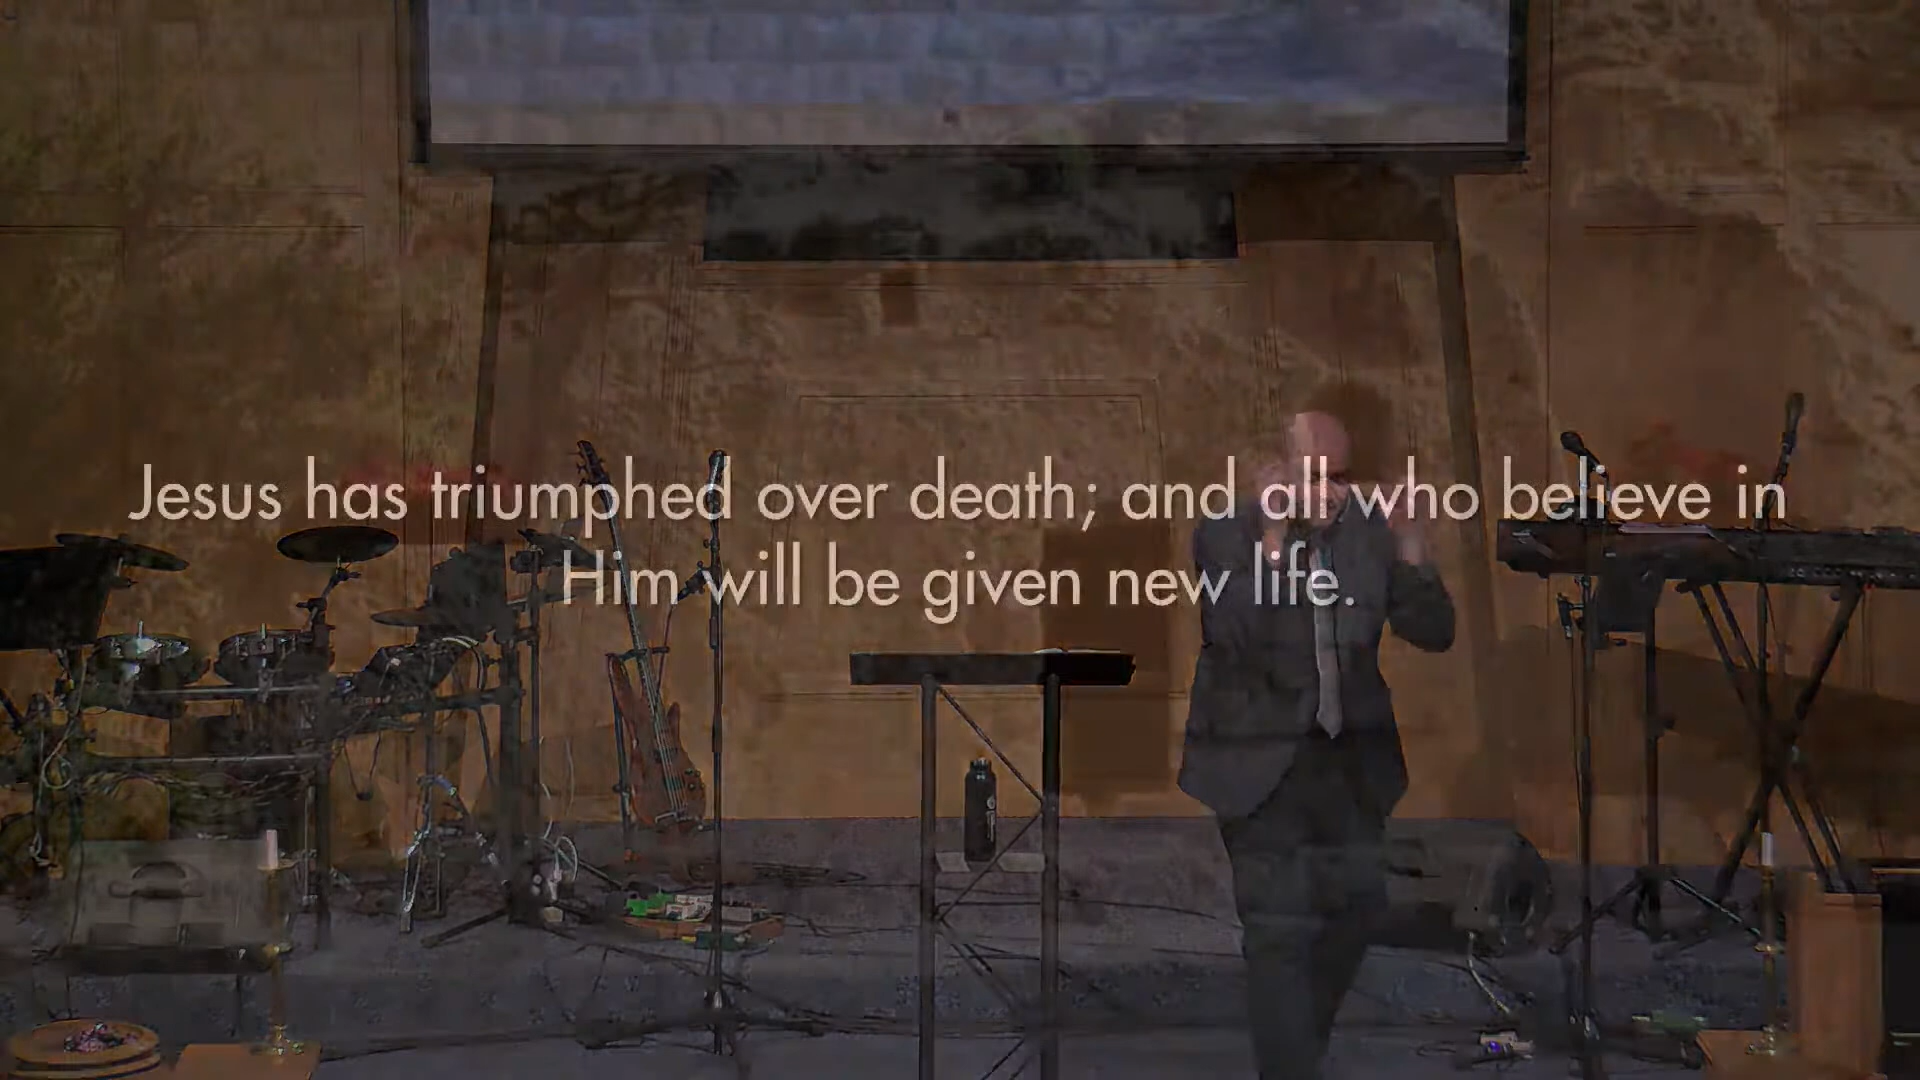 Jesus has triumphed over death; and all who believe in
Him will be given new life.